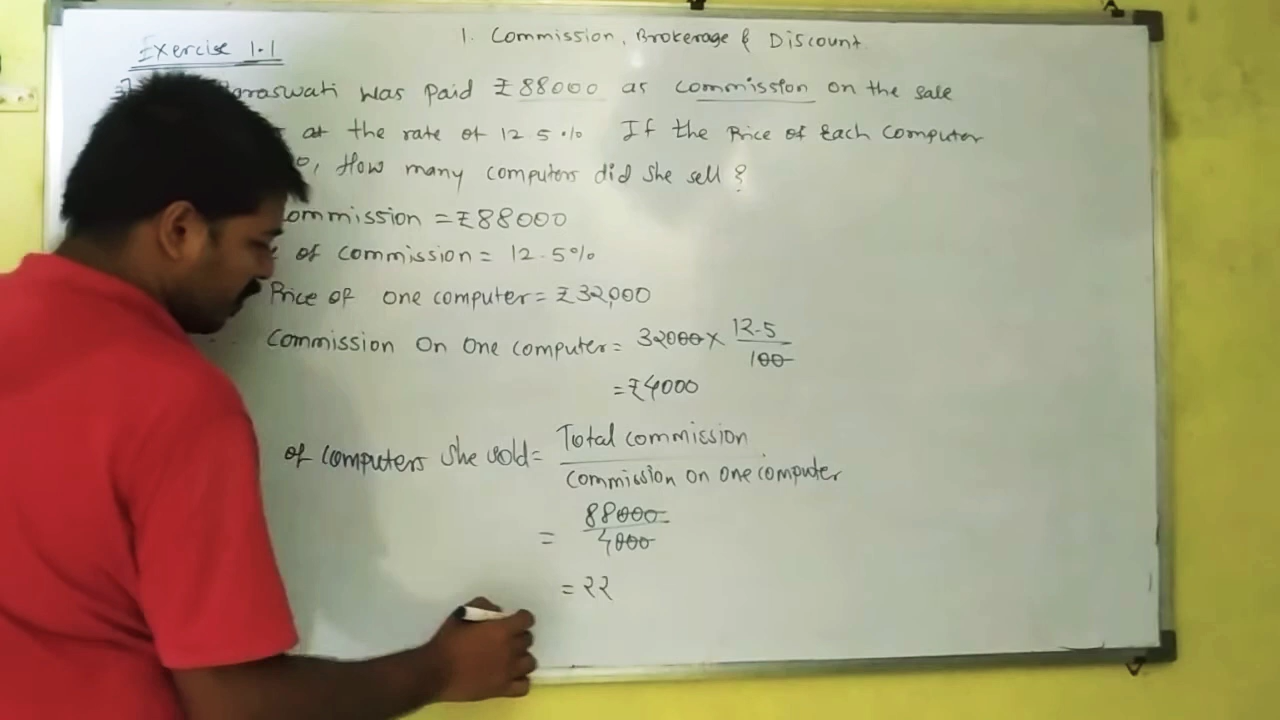 1. Commission, Brokerage & Discount
Exercise 1.1
Saraswati was paid ₹88000 as commission on the sale
at the rate of 12.5% If the Price of Each Computer
0, How many computers did she sell?
ommission = ₹88000
of commission = 12.5%
Price of one computer = ₹32,000
Commission on one computer = 32000 × 12.5/100
= ₹4000
of computers she sold = Total commission / commission on one computer
= 88000/4000
= 22